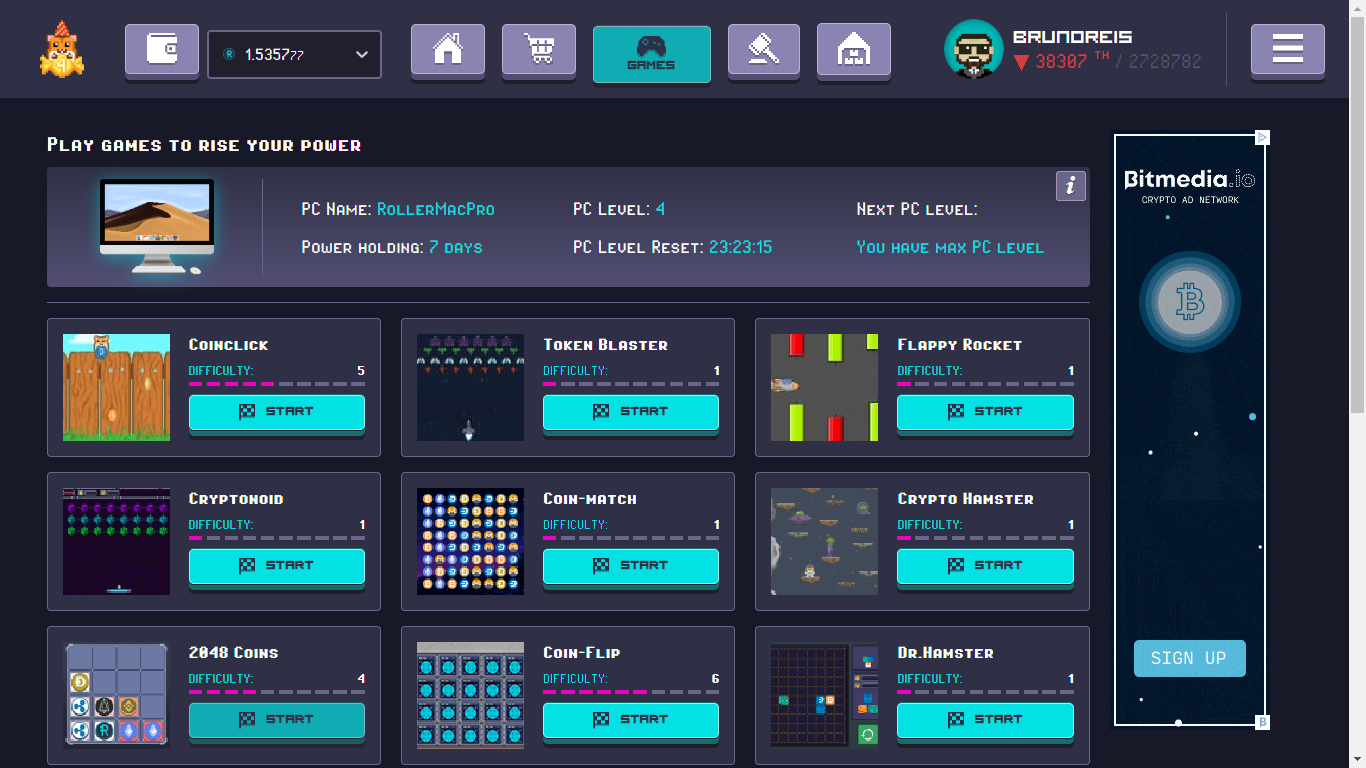 1.535777
GAMES
BRUNOREIS
38307 TH / 2728782
Play games to rise your power
PC Name: RollerMacPro
PC Level: 4
Next PC level:
Power holding: 7 days
PC Level Reset: 23:23:15
You have max PC level
i
Coinclick
DIFFICULTY: 5
START
Token Blaster
DIFFICULTY: 1
START
Flappy Rocket
DIFFICULTY: 1
START
Cryptonoid
DIFFICULTY: 1
START
Coin-match
DIFFICULTY: 1
START
Crypto Hamster
DIFFICULTY: 1
START
2048 Coins
DIFFICULTY: 4
START
Coin-Flip
DIFFICULTY: 6
START
Dr.Hamster
DIFFICULTY: 1
START
Bitmedia.io
CRYPTO AD NETWORK
SIGN UP